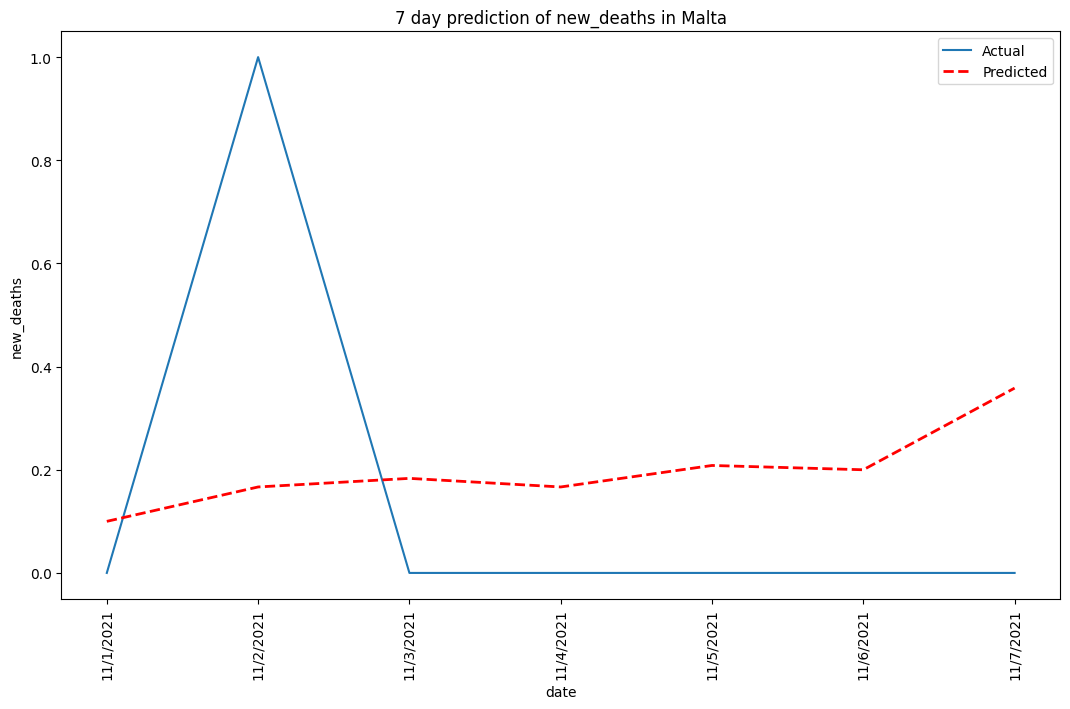 7 day prediction of new_deaths in Malta
Actual
Predicted
1.0
0.8
0.6
0.4
0.2
0.0
new_deaths
11/1/2021
11/2/2021
11/3/2021
11/4/2021
11/5/2021
11/6/2021
11/7/2021
date